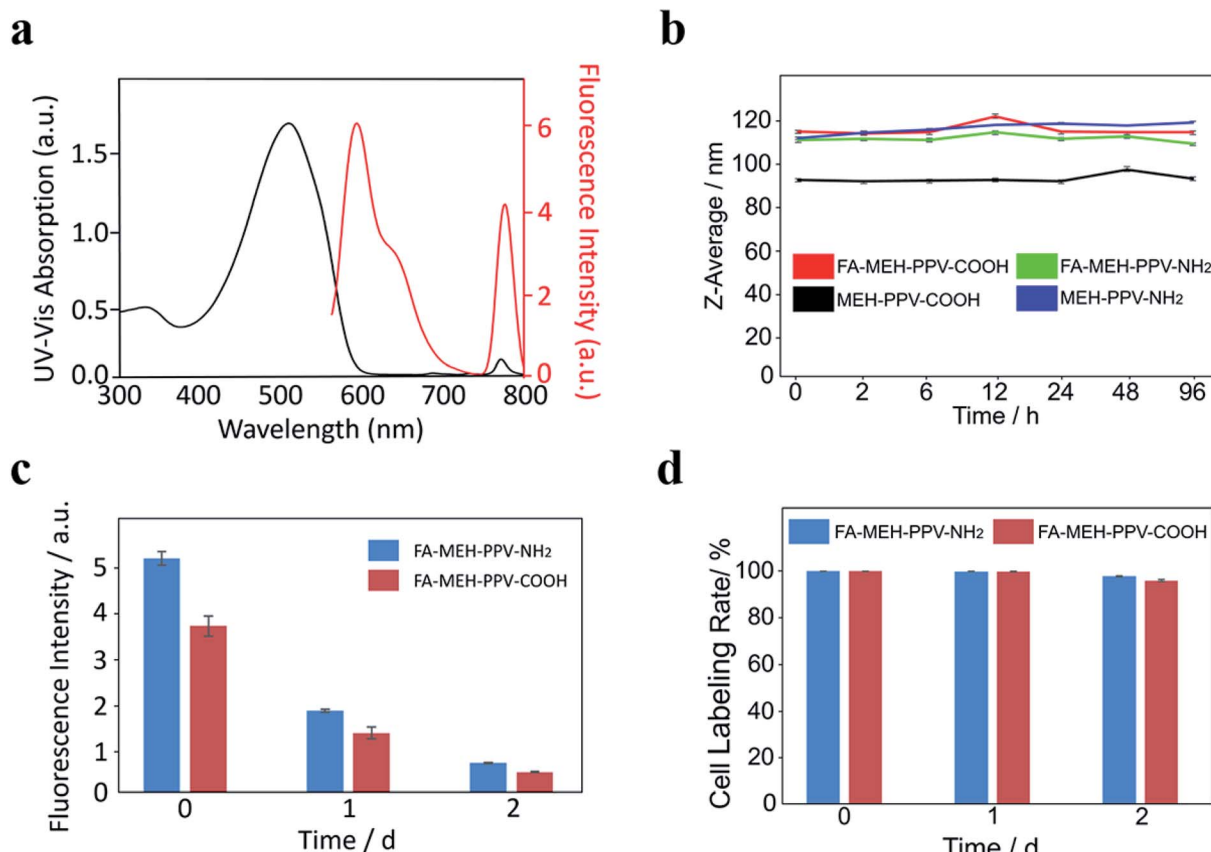 a
UV-Vis Absorption (a.u.)
1.5
1.0
0.5
0.0
300 400 500 600 700 800
Wavelength (nm)
6
4
2
0
Fluorescence Intensity (a.u.)
b
Z-Average / nm
120
100
80
60
40
20
0
FA-MEH-PPV-COOH FA-MEH-PPV-NH₂
MEH-PPV-COOH MEH-PPV-NH₂
0 2 6 12 24 48 96
Time / h
c
Fluorescence Intensity / a.u.
5
4
3
2
1
0
FA-MEH-PPV-NH₂
FA-MEH-PPV-COOH
0 1 2
Time / d
d
Cell Labeling Rate/ %
FA-MEH-PPV-NH₂ FA-MEH-PPV-COOH
100
80
60
40
20
0
0 1 2
Time / d